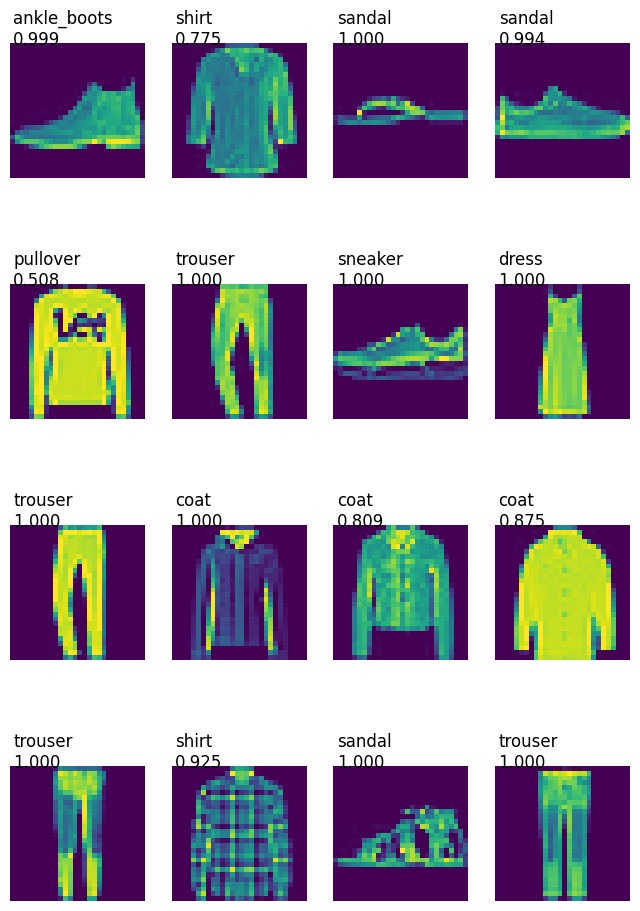 ankle_boots
0.999
shirt
0.775
sandal
1.000
sandal
0.994
pullover
0.508
Lee
trouser
1.000
sneaker
1.000
dress
1.000
trouser
1.000
coat
1.000
coat
0.809
coat
0.875
trouser
1.000
shirt
0.925
sandal
1.000
trouser
1.000